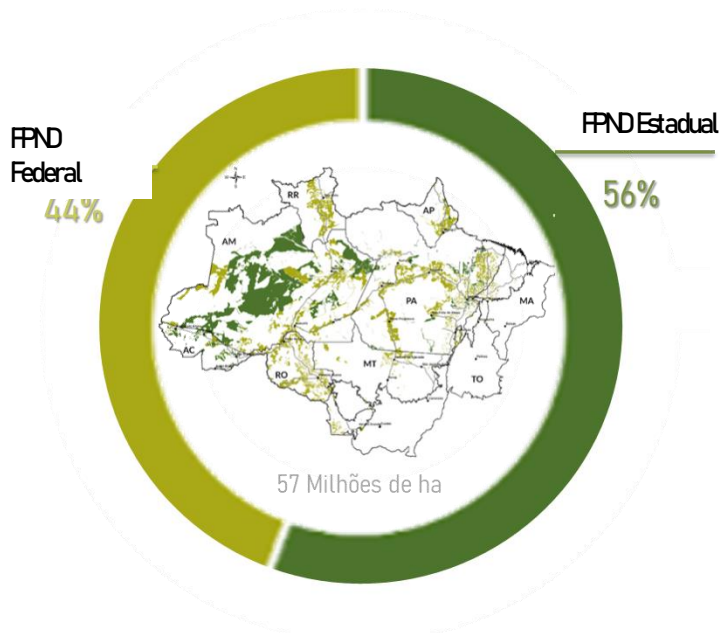 FPND
Federal
44%
FPND Estadual
56%
RR
AP
AM
PA
MA
AC
RO
MT
TO
57 Milhões de ha